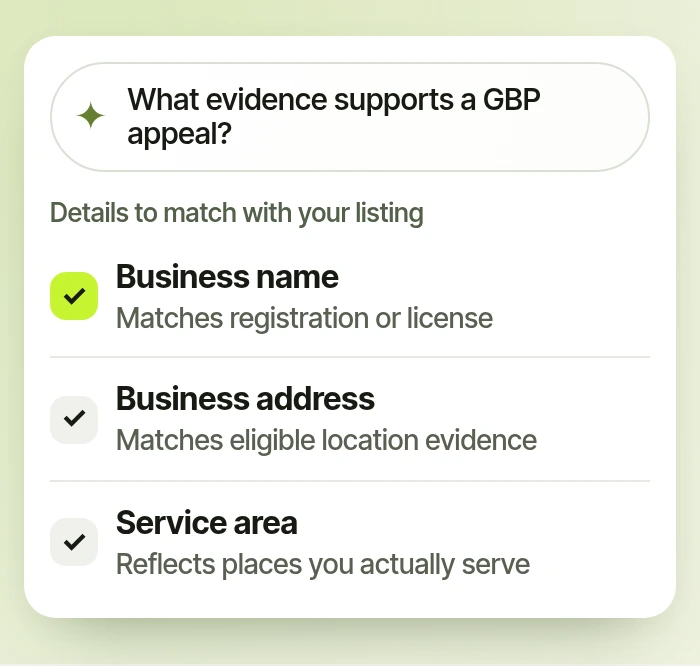 What evidence supports a GBP
appeal?
Details to match with your listing
Business name
Matches registration or license
Business address
Matches eligible location evidence
Service area
Reflects places you actually serve